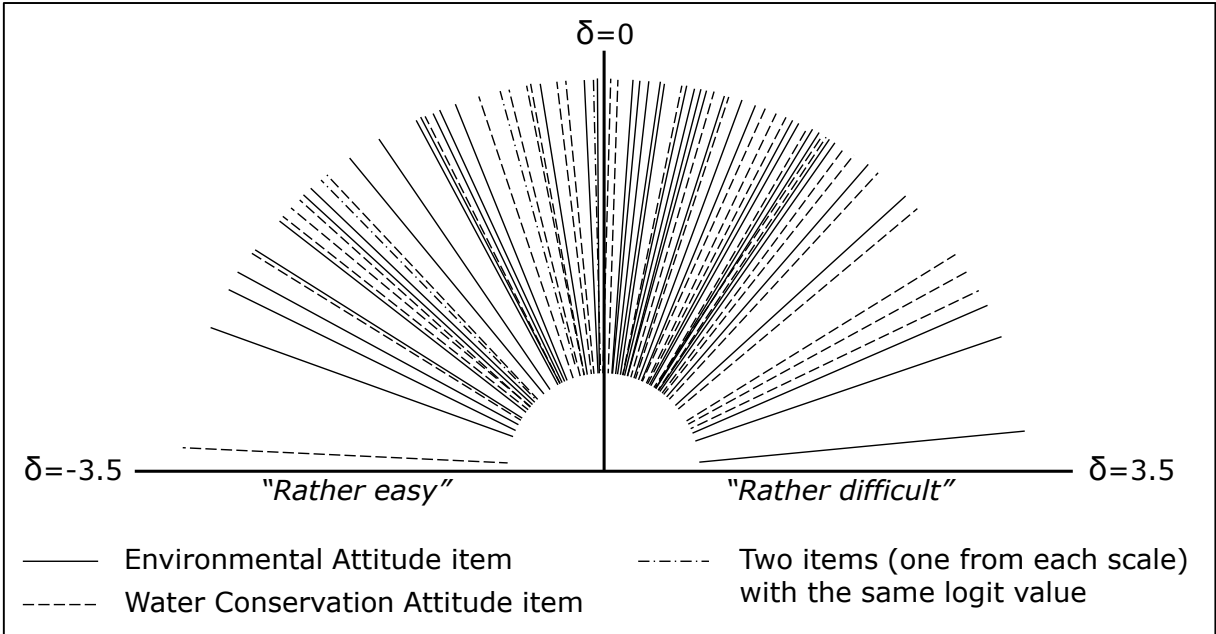 δ=0
δ=-3.5
δ=3.5
“Rather easy”
“Rather difficult”
Environmental Attitude item
Water Conservation Attitude item
Two items (one from each scale)
with the same logit value